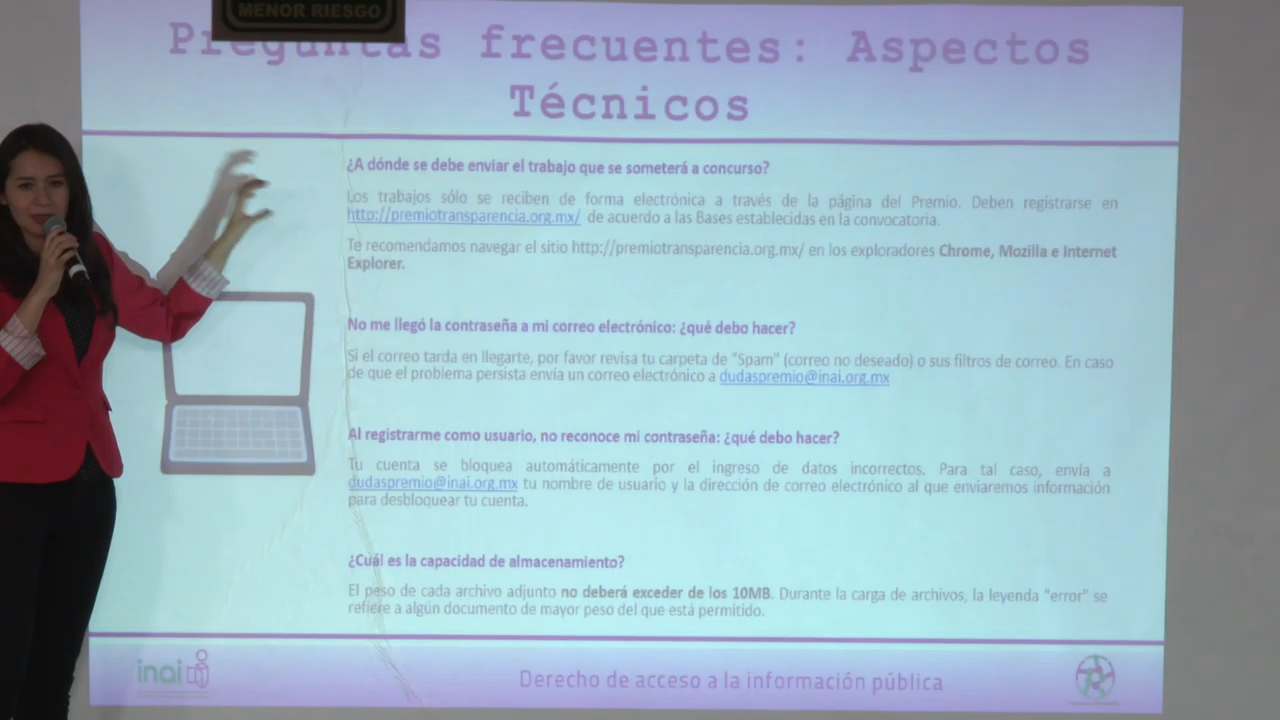 MENOR RIESGO
Preguntas frecuentes: Aspectos
Técnicos
¿A dónde se debe enviar el trabajo que se someterá a concurso?
Los trabajos sólo se reciben de forma electrónica a través de la página del Premio. Deben registrarse en
http://premiotransparencia.org.mx/ de acuerdo a las Bases establecidas en la convocatoria.
Te recomendamos navegar el sitio http://premiotransparencia.org.mx/ en los exploradores Chrome, Mozilla e Internet
Explorer.
No me llegó la contraseña a mi correo electrónico: ¿qué debo hacer?
Si el correo tarda en llegarte, por favor revisa tu carpeta de "Spam" (correo no deseado) o sus filtros de correo. En caso
de que el problema persista envía un correo electrónico a dudaspremio@inai.org.mx
Al registrarme como usuario, no reconoce mi contraseña: ¿qué debo hacer?
Tu cuenta se bloquea automáticamente por el ingreso de datos incorrectos. Para tal caso, envía a
dudaspremio@inai.org.mx tu nombre de usuario y la dirección de correo electrónico al que enviaremos información
para desbloquear tu cuenta.
¿Cuál es la capacidad de almacenamiento?
El peso de cada archivo adjunto no deberá exceder de los 10MB. Durante la carga de archivos, la leyenda "error" se
refiere a algún documento de mayor peso del que está permitido.
inai
Derecho de acceso a la información pública